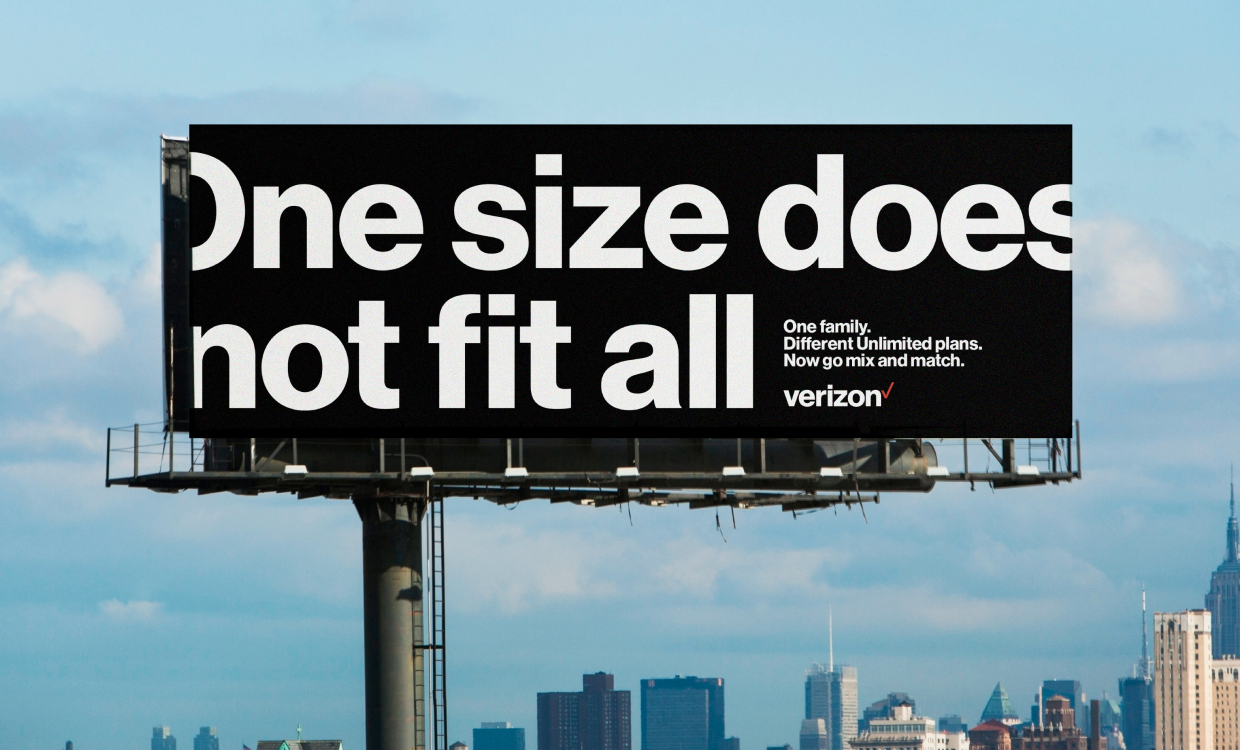 One size does
not fit all
One family.
Different Unlimited plans.
Now go mix and match.
verizon✓